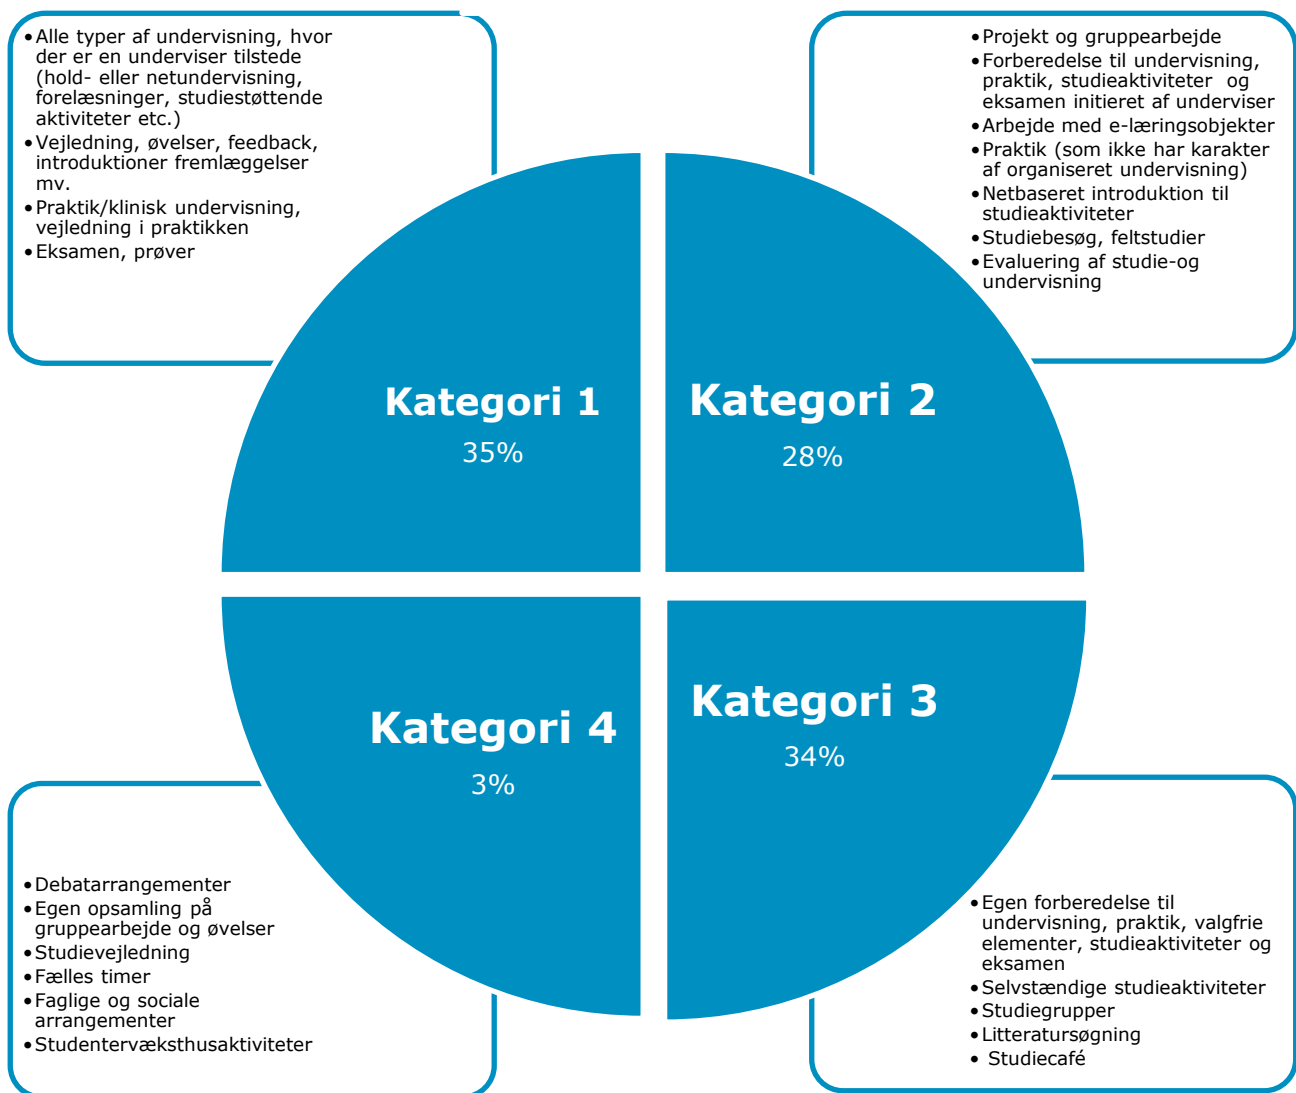 •Alle typer af undervisning, hvor
der er en underviser tilstede
(hold- eller netundervisning,
forelæsninger, studiestøttende
aktiviteter etc.)
•Vejledning, øvelser, feedback,
introduktioner fremlæggelser
mv.
•Praktik/klinisk undervisning,
vejledning i praktikken
•Eksamen, prøver
•Projekt og gruppearbejde
•Forberedelse til undervisning,
praktik, studieaktiviteter og
eksamen initieret af underviser
•Arbejde med e-læringsobjekter
•Praktik (som ikke har karakter
af organiseret undervisning)
•Netbaseret introduktion til
studieaktiviteter
•Studiebesøg, feltstudier
•Evaluering af studie-og
undervisning
Kategori 1
35%
Kategori 2
28%
Kategori 4
3%
Kategori 3
34%
•Debatarrangementer
•Egen opsamling på
gruppearbejde og øvelser
•Studievejledning
•Fælles timer
•Faglige og sociale
arrangementer
•Studentervæksthusaktiviteter
•Egen forberedelse til
undervisning, praktik, valgfrie
elementer, studieaktiviteter og
eksamen
•Selvstændige studieaktiviteter
•Studiegrupper
•Litteratursøgning
• Studiecafé